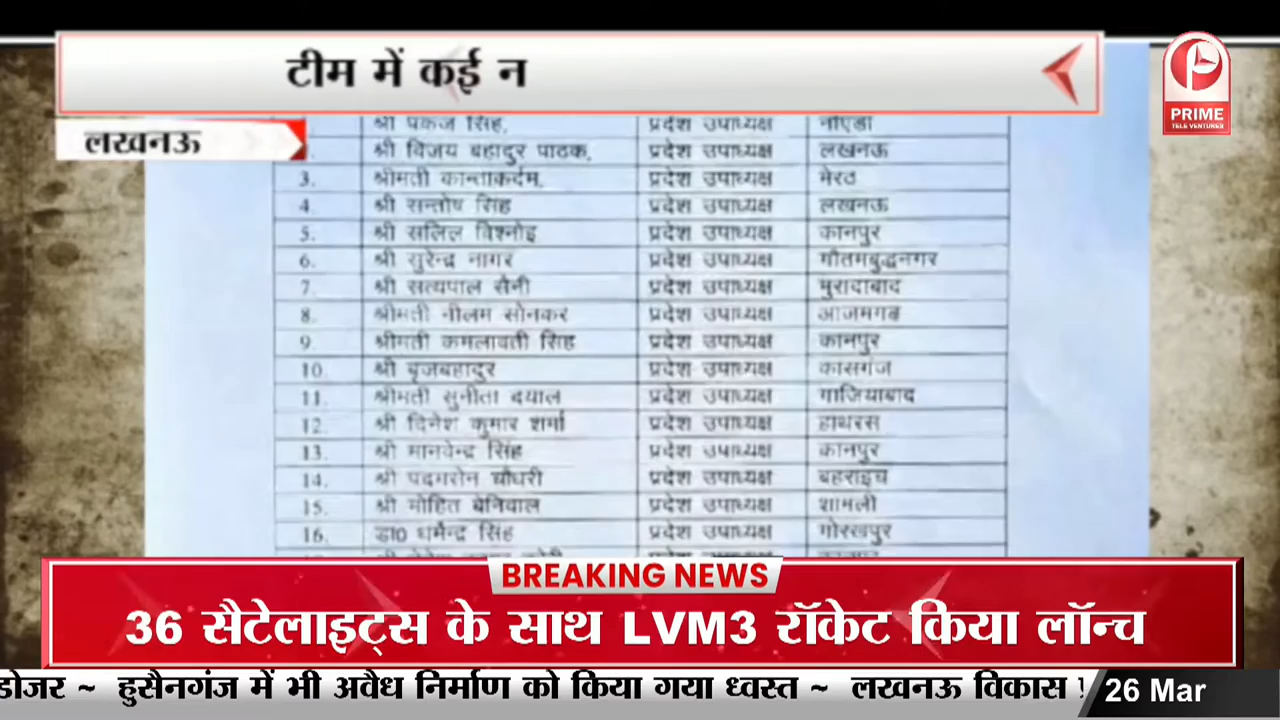 टीम में कई न
PRIME
TELE VENTURES
लखनऊ
श्री पंकज सिंह, प्रदेश उपाध्यक्ष नोएडा
श्री विजय बहादुर पाठक, प्रदेश उपाध्यक्ष लखनऊ
3. श्रीमती कान्ताकर्दम, प्रदेश उपाध्यक्ष मेरठ
4. श्री सन्तोष सिंह प्रदेश उपाध्यक्ष लखनऊ
5. श्री सलिल विश्नोइ प्रदेश उपाध्यक्ष कानपुर
6. श्री सुरेन्द्र नागर प्रदेश उपाध्यक्ष गौतमबुद्धनगर
7. श्री सत्यपाल सैनी प्रदेश उपाध्यक्ष मुरादाबाद
8. श्रीमती नीलम सोनकर प्रदेश उपाध्यक्ष आजमगढ
9. श्रीमती कमलावती सिंह प्रदेश उपाध्यक्ष कानपुर
10. श्री बृजबहादुर प्रदेश उपाध्यक्ष कासगंज
11. श्रीमती सुनीता दयाल प्रदेश उपाध्यक्ष गाजियाबाद
12. श्री दिनेश कुमार शर्मा प्रदेश उपाध्यक्ष हाथरस
13. श्री मानवेन्द्र सिंह प्रदेश उपाध्यक्ष कानपुर
14. श्री पदमसेन चौधरी प्रदेश उपाध्यक्ष बहराइच
15. श्री मोहित बेनिवाल प्रदेश उपाध्यक्ष शामली
16. डा0 धर्मेन्द्र सिंह प्रदेश उपाध्यक्ष गोरखपुर
BREAKING NEWS
36 सैटेलाइट्स के साथ LVM3 रॉकेट किया लॉन्च
डोजर ~ हुसैनगंज में भी अवैध निर्माण को किया गया ध्वस्त ~ लखनऊ विकास
26 Mar